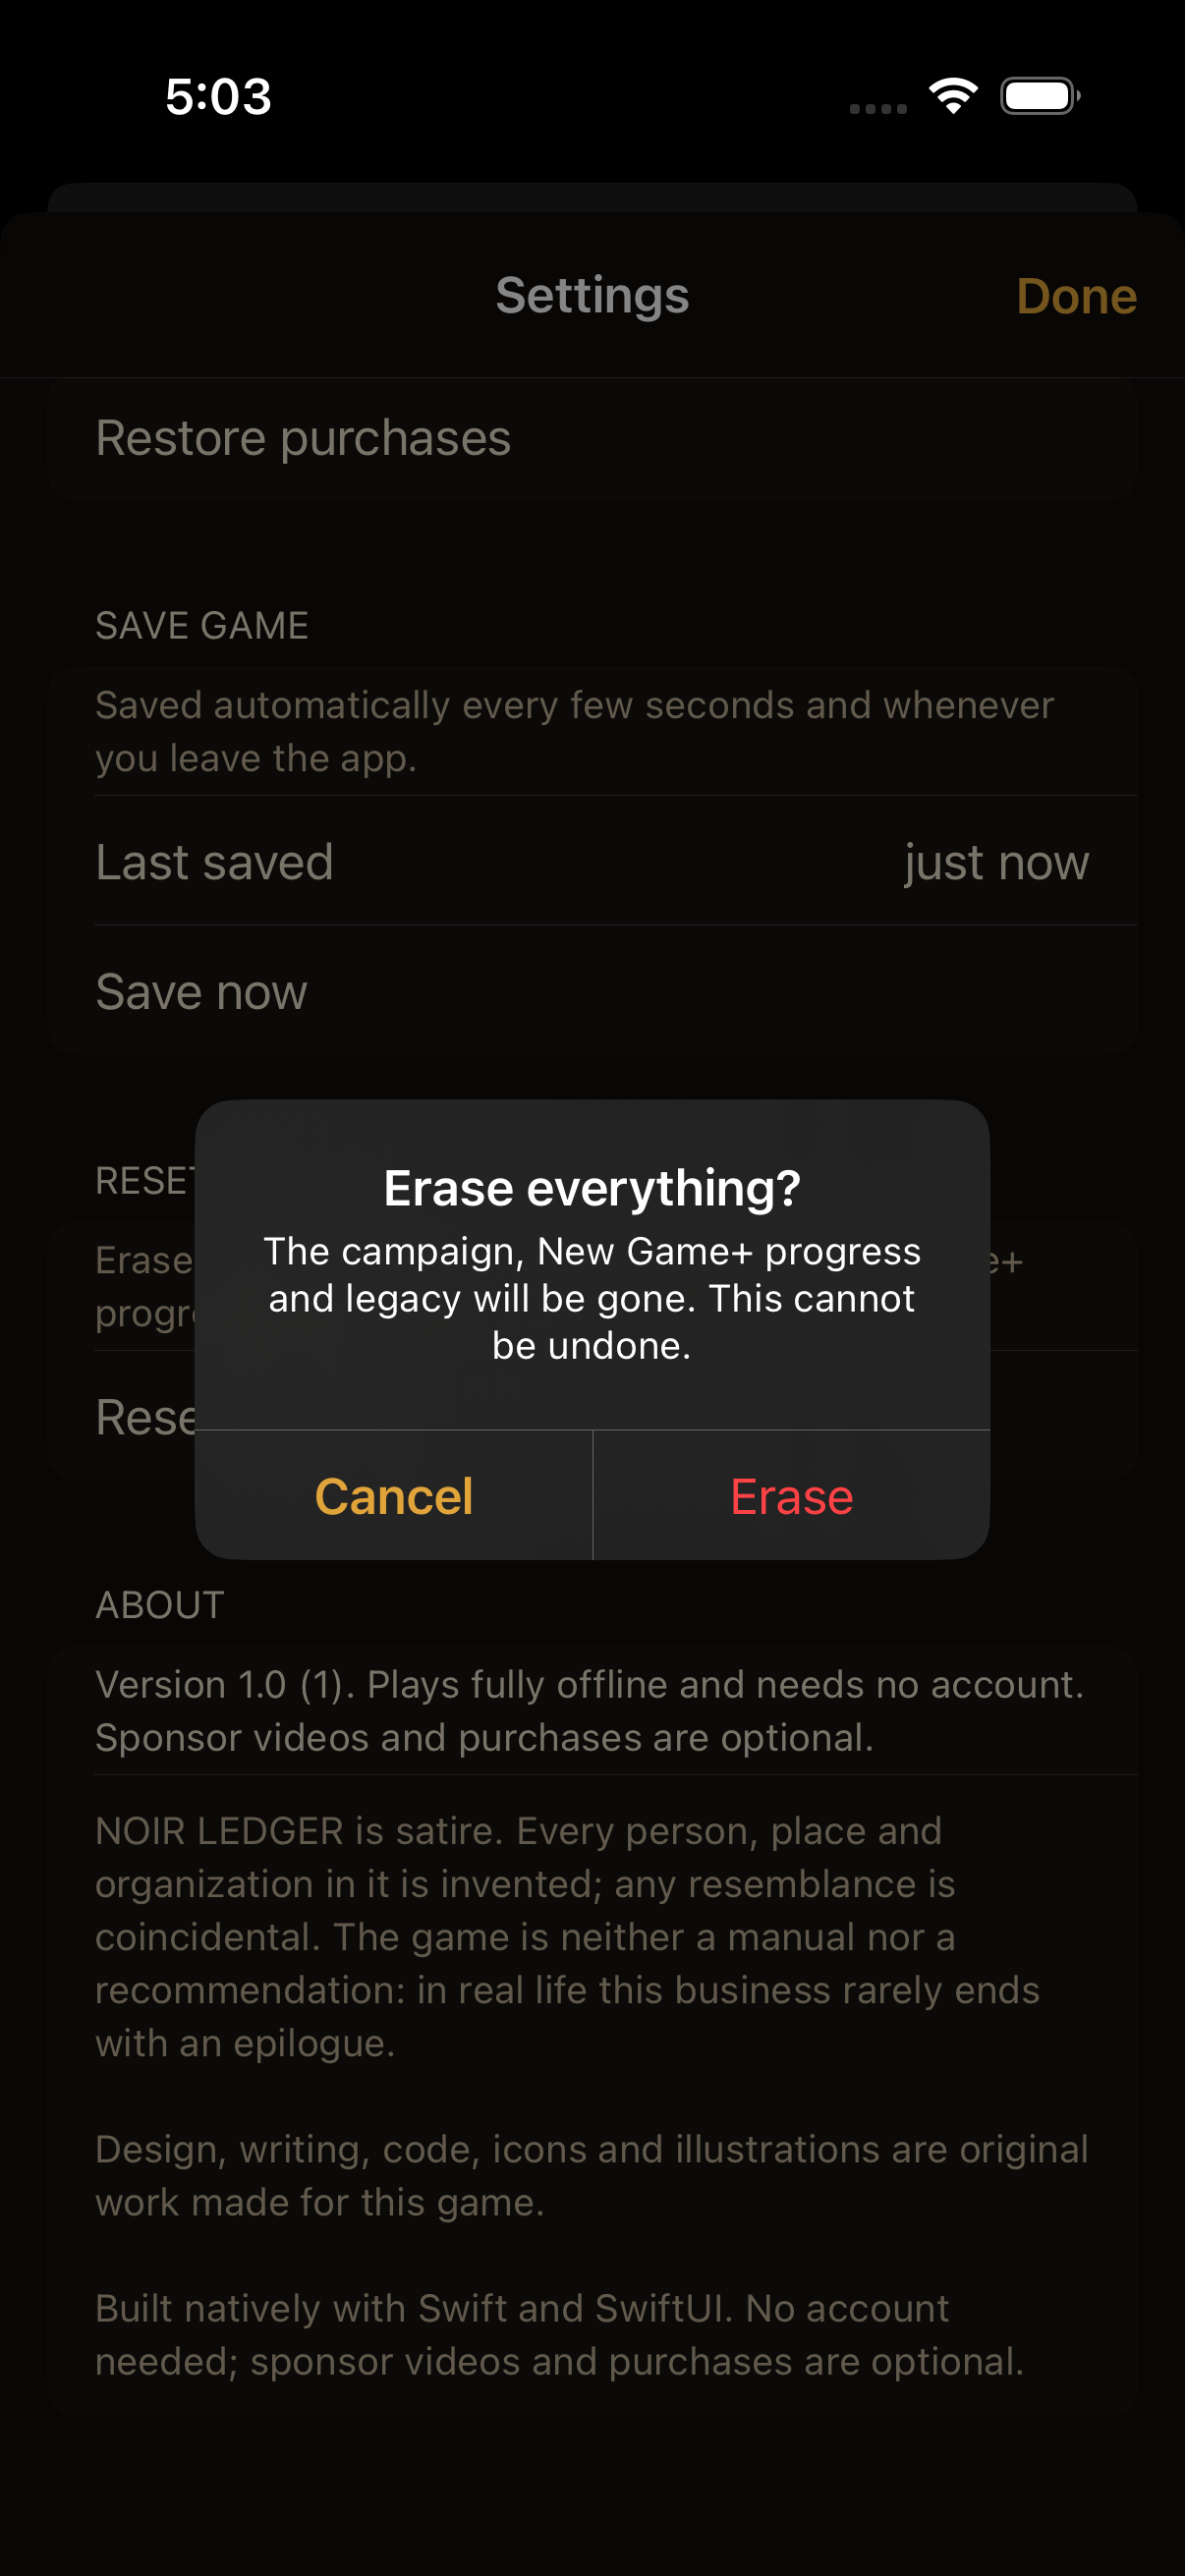 5:03
Settings
Done
Restore purchases
SAVE GAME
Saved automatically every few seconds and whenever
you leave the app.
Last saved
just now
Save now
Erase everything?
The campaign, New Game+ progress
and legacy will be gone. This cannot
be undone.
Cancel
Erase
ABOUT
Version 1.0 (1). Plays fully offline and needs no account.
Sponsor videos and purchases are optional.
NOIR LEDGER is satire. Every person, place and
organization in it is invented; any resemblance is
coincidental. The game is neither a manual nor a
recommendation: in real life this business rarely ends
with an epilogue.
Design, writing, code, icons and illustrations are original
work made for this game.
Built natively with Swift and SwiftUI. No account
needed; sponsor videos and purchases are optional.